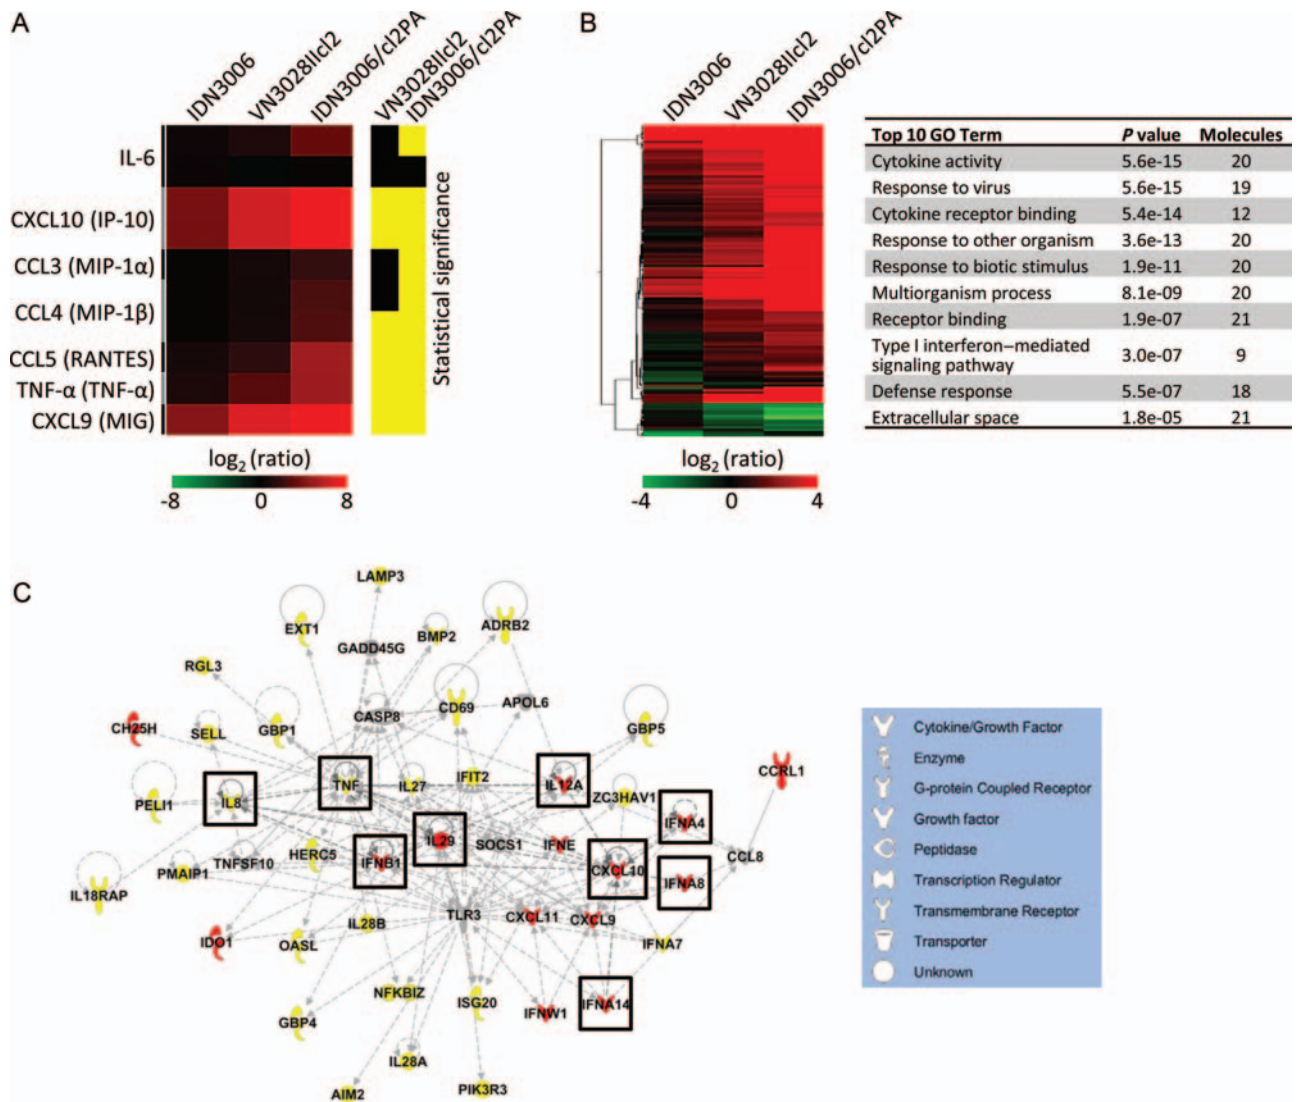 A
IDN3006
VN3028IIcl2
IDN3006/cl2PA
VN3028IIcl2
IDN3006/cl2PA
IL-6
CXCL10 (IP-10)
CCL3 (MIP-1α)
CCL4 (MIP-1β)
CCL5 (RANTES)
TNF-α (TNF-α)
CXCL9 (MIG)
Statistical significance
log2 (ratio)
-8 0 8
B
IDN3006
VN3028IIcl2
IDN3006/cl2PA
log2 (ratio)
-4 0 4
Top 10 GO Term P value Molecules
Cytokine activity 5.6e-15 20
Response to virus 5.6e-15 19
Cytokine receptor binding 5.4e-14 12
Response to other organism 3.6e-13 20
Response to biotic stimulus 1.9e-11 20
Multiorganism process 8.1e-09 20
Receptor binding 1.9e-07 21
Type I interferon–mediated
signaling pathway 3.0e-07 9
Defense response 5.5e-07 18
Extracellular space 1.8e-05 21
C
LAMP3
EXT1
GADD45G
BMP2
ADRB2
RGL3
CH25H
SELL
GBP1
CASP8
CD69
APOL6
GBP5
CCRL1
PELI1
IL8
TNF
IL27
IFIT2
IL12A
ZC3HAV1
IFNA4
HERC5
IFNB1
IL29
SOCS1
IFNE
CXCL10
CCL8
IL18RAP
PMAIP1
TNFSF10
IFNA8
IDO1
OASL
IL28B
TLR3
CXCL11
CXCL9
IFNA7
NFKBIZ
ISG20
IFNW1
IFNA14
GBP4
IL28A
AIM2
PIK3R3
Cytokine/Growth Factor
Enzyme
G-protein Coupled Receptor
Growth factor
Peptidase
Transcription Regulator
Transmembrane Receptor
Transporter
Unknown